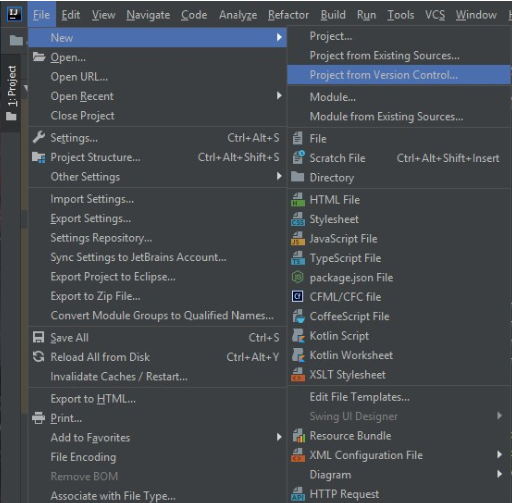 IJ File Edit View Navigate Code Analyze Refactor Build Run Tools VCS Window
1: Project
New
Open...
Open URL...
Open Recent
Close Project
Settings... Ctrl+Alt+S
Project Structure... Ctrl+Alt+Shift+S
Other Settings
Import Settings...
Export Settings...
Settings Repository...
Sync Settings to JetBrains Account...
Export Project to Eclipse...
Export to Zip File...
Convert Module Groups to Qualified Names...
Save All Ctrl+S
Reload All from Disk Ctrl+Alt+Y
Invalidate Caches / Restart...
Export to HTML...
Print...
Add to Favorites
File Encoding
Remove BOM
Associate with File Type...
Project...
Project from Existing Sources...
Project from Version Control...
Module...
Module from Existing Sources...
File
Scratch File Ctrl+Alt+Shift+Insert
Directory
HTML File
Stylesheet
JavaScript File
TypeScript File
package.json File
CFML/CFC file
CoffeeScript File
Kotlin Script
Kotlin Worksheet
XSLT Stylesheet
Edit File Templates...
Swing UI Designer
Resource Bundle
XML Configuration File
Diagram
HTTP Request